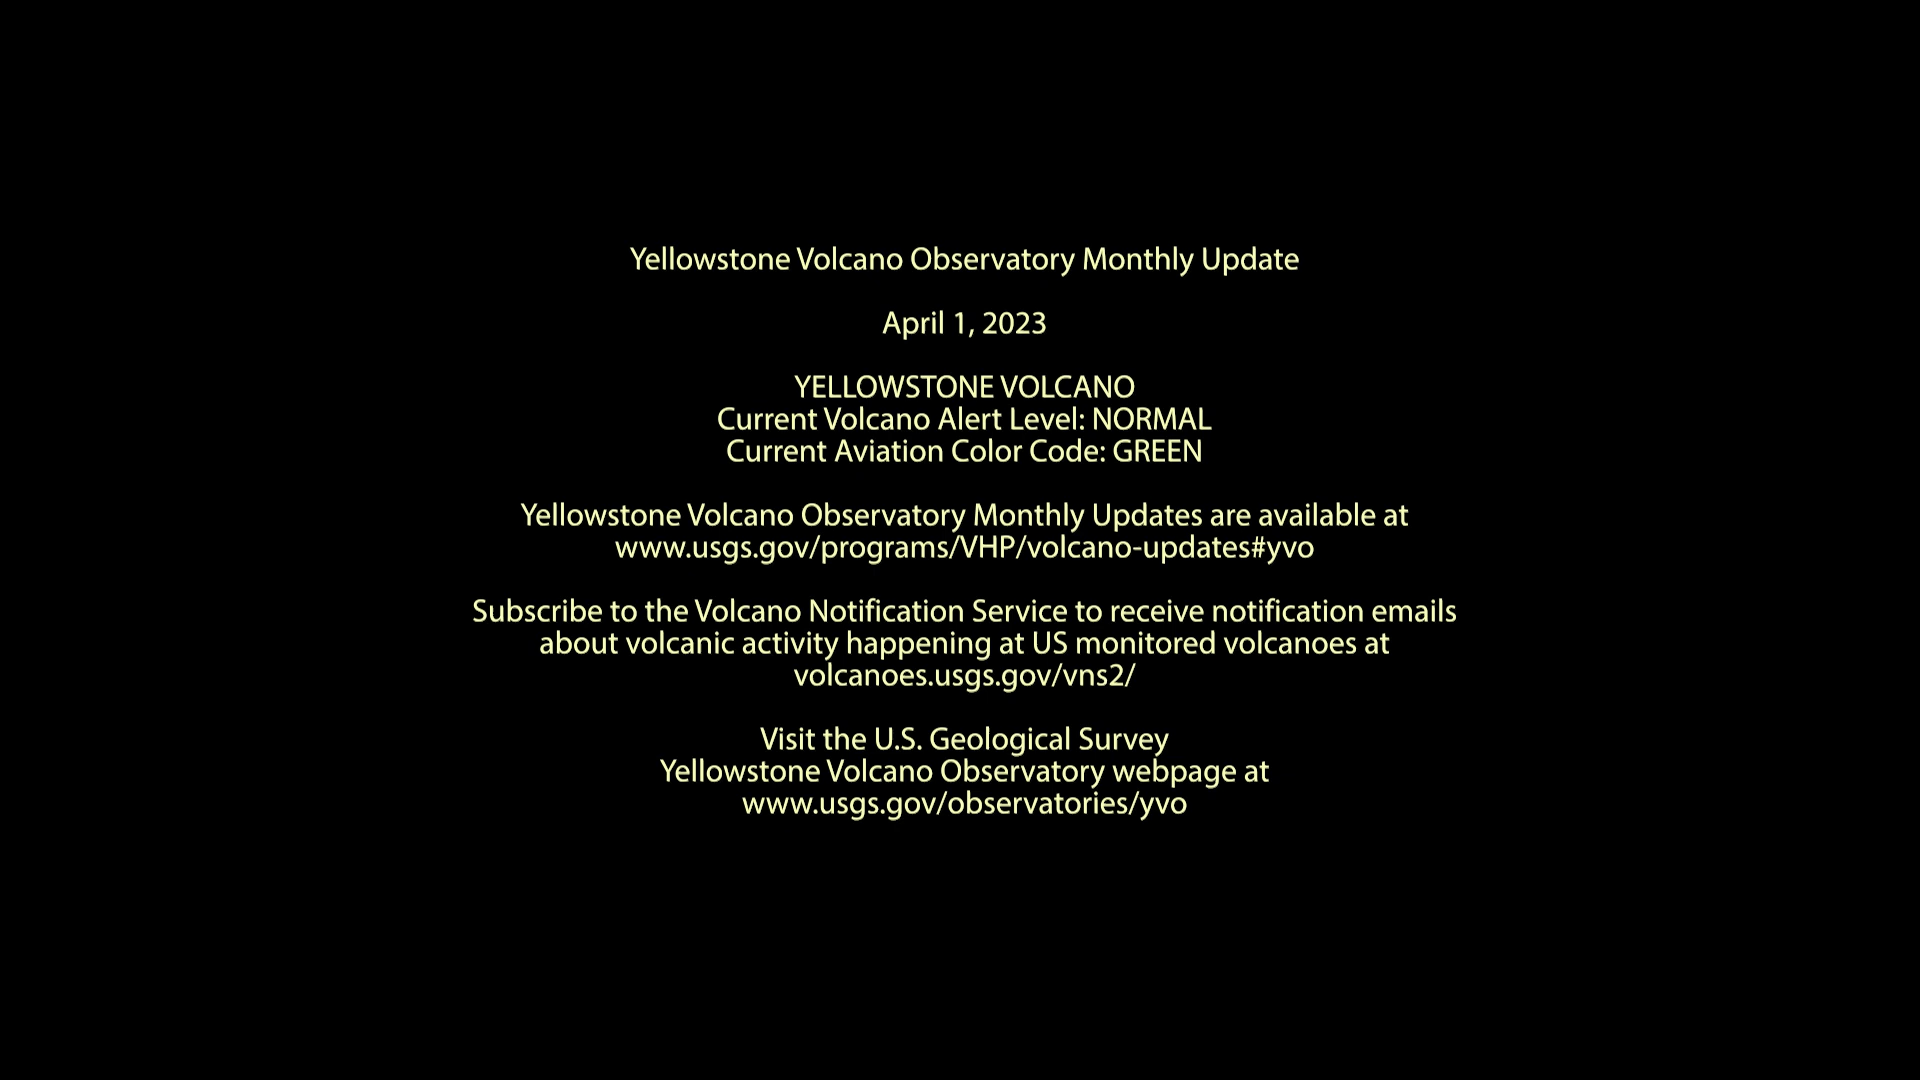 Yellowstone Volcano Observatory Monthly Update
April 1, 2023
YELLOWSTONE VOLCANO
Current Volcano Alert Level: NORMAL
Current Aviation Color Code: GREEN
Yellowstone Volcano Observatory Monthly Updates are available at
www.usgs.gov/programs/VHP/volcano-updates#yvo
Subscribe to the Volcano Notification Service to receive notification emails
about volcanic activity happening at US monitored volcanoes at
volcanoes.usgs.gov/vns2/
Visit the U.S. Geological Survey
Yellowstone Volcano Observatory webpage at
www.usgs.gov/observatories/yvo